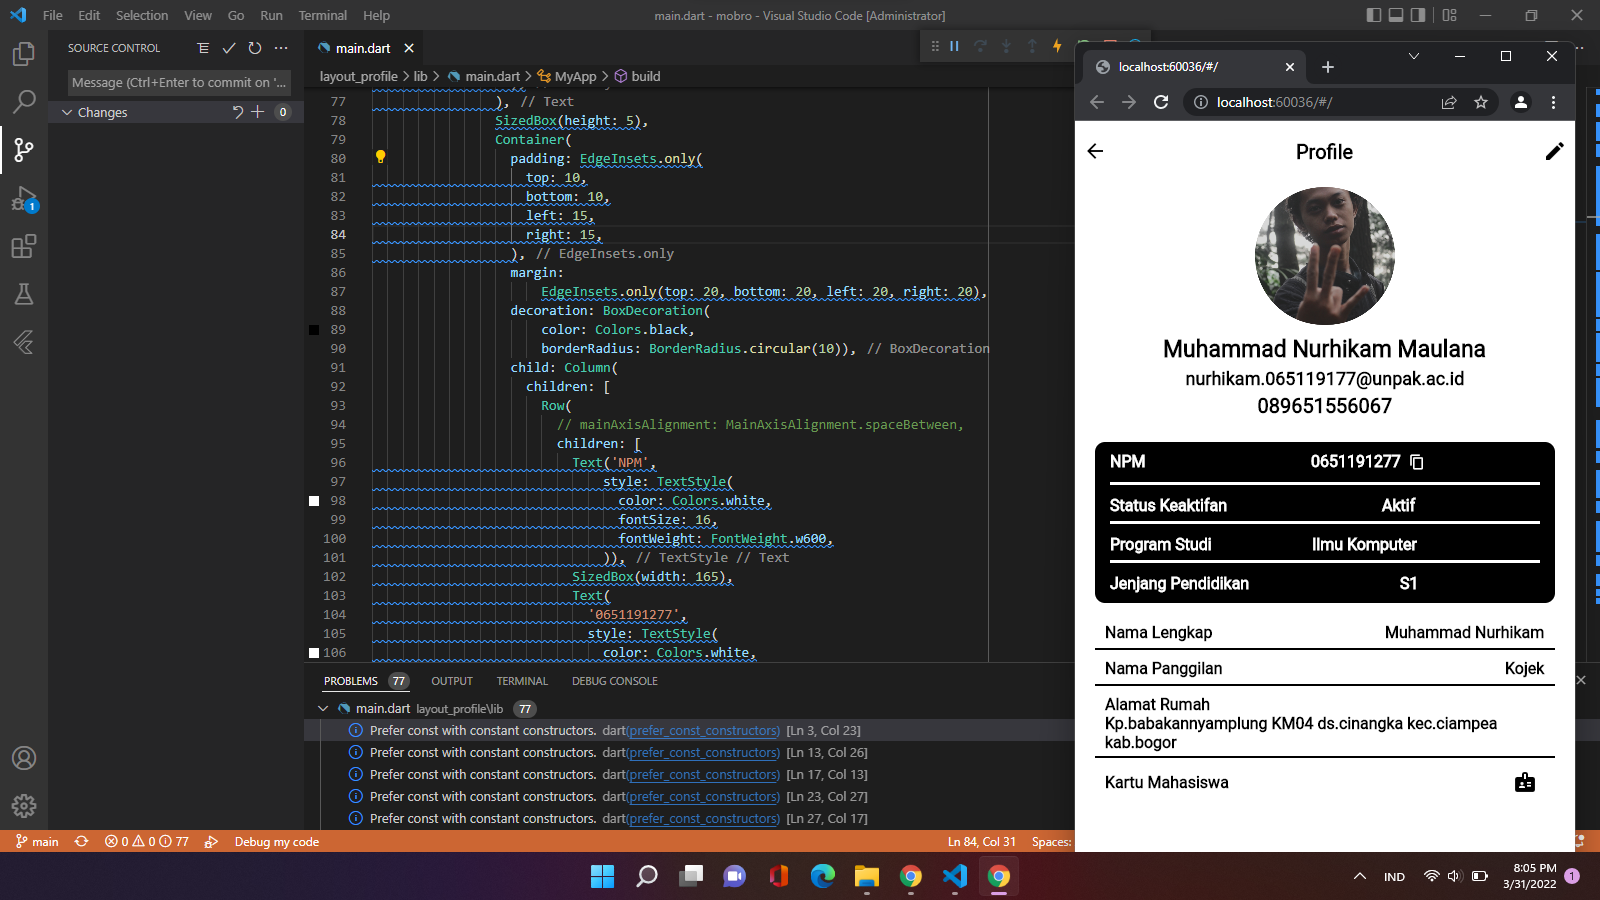 File Edit Selection View Go Run Terminal Help
main.dart - mobro - Visual Studio Code [Administrator]
SOURCE CONTROL
Message (Ctrl+Enter to commit on '...
Changes 0
1
main.dart
layout_profile > lib > main.dart > MyApp > build
77 ), // Text
78 SizedBox(height: 5),
79 Container(
80 padding: EdgeInsets.only(
81 top: 10,
82 bottom: 10,
83 left: 15,
84 right: 15,
85 ), // EdgeInsets.only
86 margin:
87 EdgeInsets.only(top: 20, bottom: 20, left: 20, right: 20),
88 decoration: BoxDecoration(
89 color: Colors.black,
90 borderRadius: BorderRadius.circular(10)), // BoxDecoration
91 child: Column(
92 children: [
93 Row(
94 // mainAxisAlignment: MainAxisAlignment.spaceBetween,
95 children: [
96 Text('NPM',
97 style: TextStyle(
98 color: Colors.white,
99 fontSize: 16,
100 fontWeight: FontWeight.w600,
101 )), // TextStyle // Text
102 SizedBox(width: 165),
103 Text(
104 '0651191277',
105 style: TextStyle(
106 color: Colors.white,
PROBLEMS 77 OUTPUT TERMINAL DEBUG CONSOLE
main.dart layout_profile\lib 77
Prefer const with constant constructors. dart(prefer_const_constructors) [Ln 3, Col 23]
Prefer const with constant constructors. dart(prefer_const_constructors) [Ln 13, Col 26]
Prefer const with constant constructors. dart(prefer_const_constructors) [Ln 17, Col 13]
Prefer const with constant constructors. dart(prefer_const_constructors) [Ln 23, Col 27]
Prefer const with constant constructors. dart(prefer_const_constructors) [Ln 27, Col 17]
main 0 0 77 Debug my code Ln 84, Col 31 Spaces:
localhost:60036/#/
localhost:60036/#/
Profile
Muhammad Nurhikam Maulana
nurhikam.065119177@unpak.ac.id
089651556067
NPM 0651191277
Status Keaktifan Aktif
Program Studi Ilmu Komputer
Jenjang Pendidikan S1
Nama Lengkap Muhammad Nurhikam
Nama Panggilan Kojek
Alamat Rumah
Kp.babakannyamplung KM04 ds.cinangka kec.ciampea
kab.bogor
Kartu Mahasiswa
IND
8:05 PM
3/31/2022
1